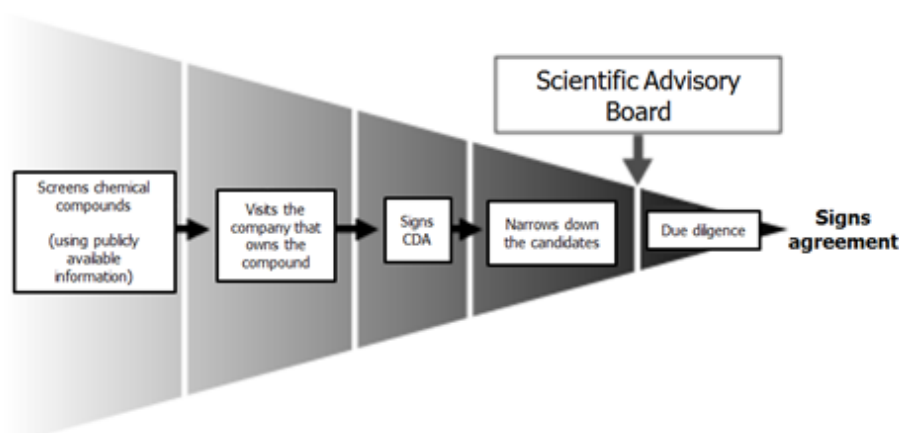 Scientific Advisory
Board
Screens chemical
compounds
(using publicly
available
information)
Visits the
company that
owns the
compound
Signs
CDA
Narrows down
the candidates
Due diligence
Signs
agreement